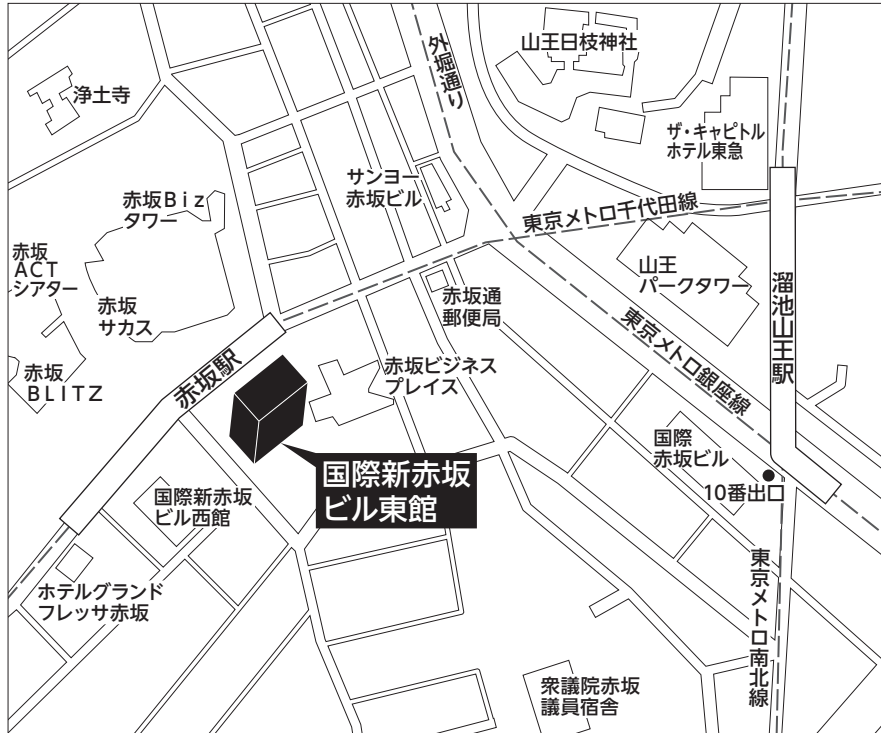 外堀通り
山王日枝神社
浄土寺
ザ・キャピトル
ホテル東急
サンヨー
赤坂ビル
赤坂Biz
タワー
東京メトロ千代田線
赤坂
ACT
シアター
山王
パークタワー
溜池山王駅
赤坂通
郵便局
赤坂
サカス
東京メトロ銀座線
赤坂駅
赤坂ビジネス
プレイス
赤坂
BLITZ
国際
赤坂ビル
国際新赤坂
ビル東館
10番出口
国際新赤坂
ビル西館
東京メトロ南北線
ホテルグランド
フレッサ赤坂
衆議院赤坂
議員宿舎